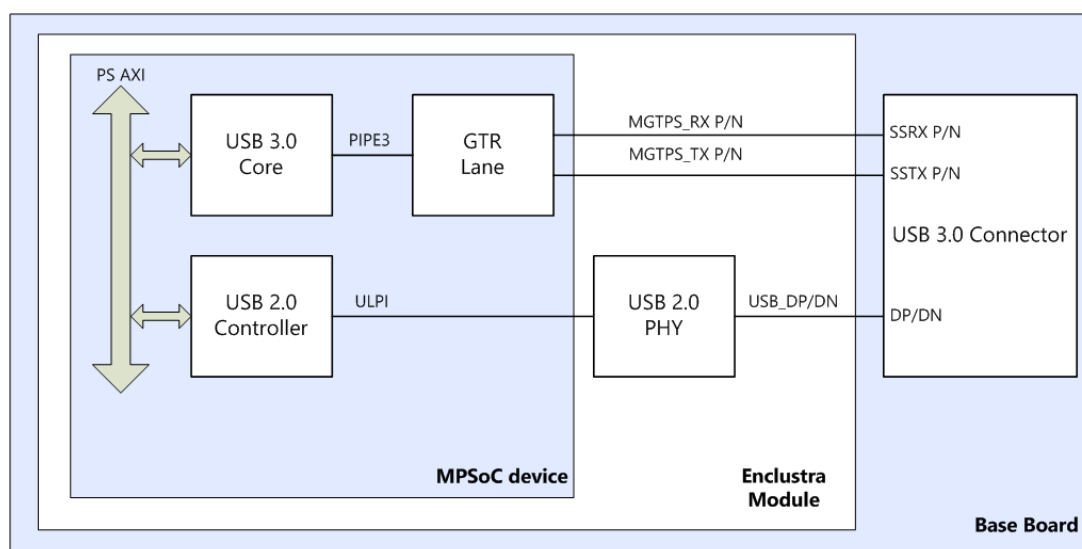 PS AXI
USB 3.0
Core
PIPE3
GTR
Lane
MGTPS_RX P/N
MGTPS_TX P/N
SSRX P/N
SSTX P/N
USB 3.0 Connector
USB 2.0
Controller
ULPI
USB 2.0
PHY
USB_DP/DN
DP/DN
MPSoC device
Enclustra
Module
Base Board